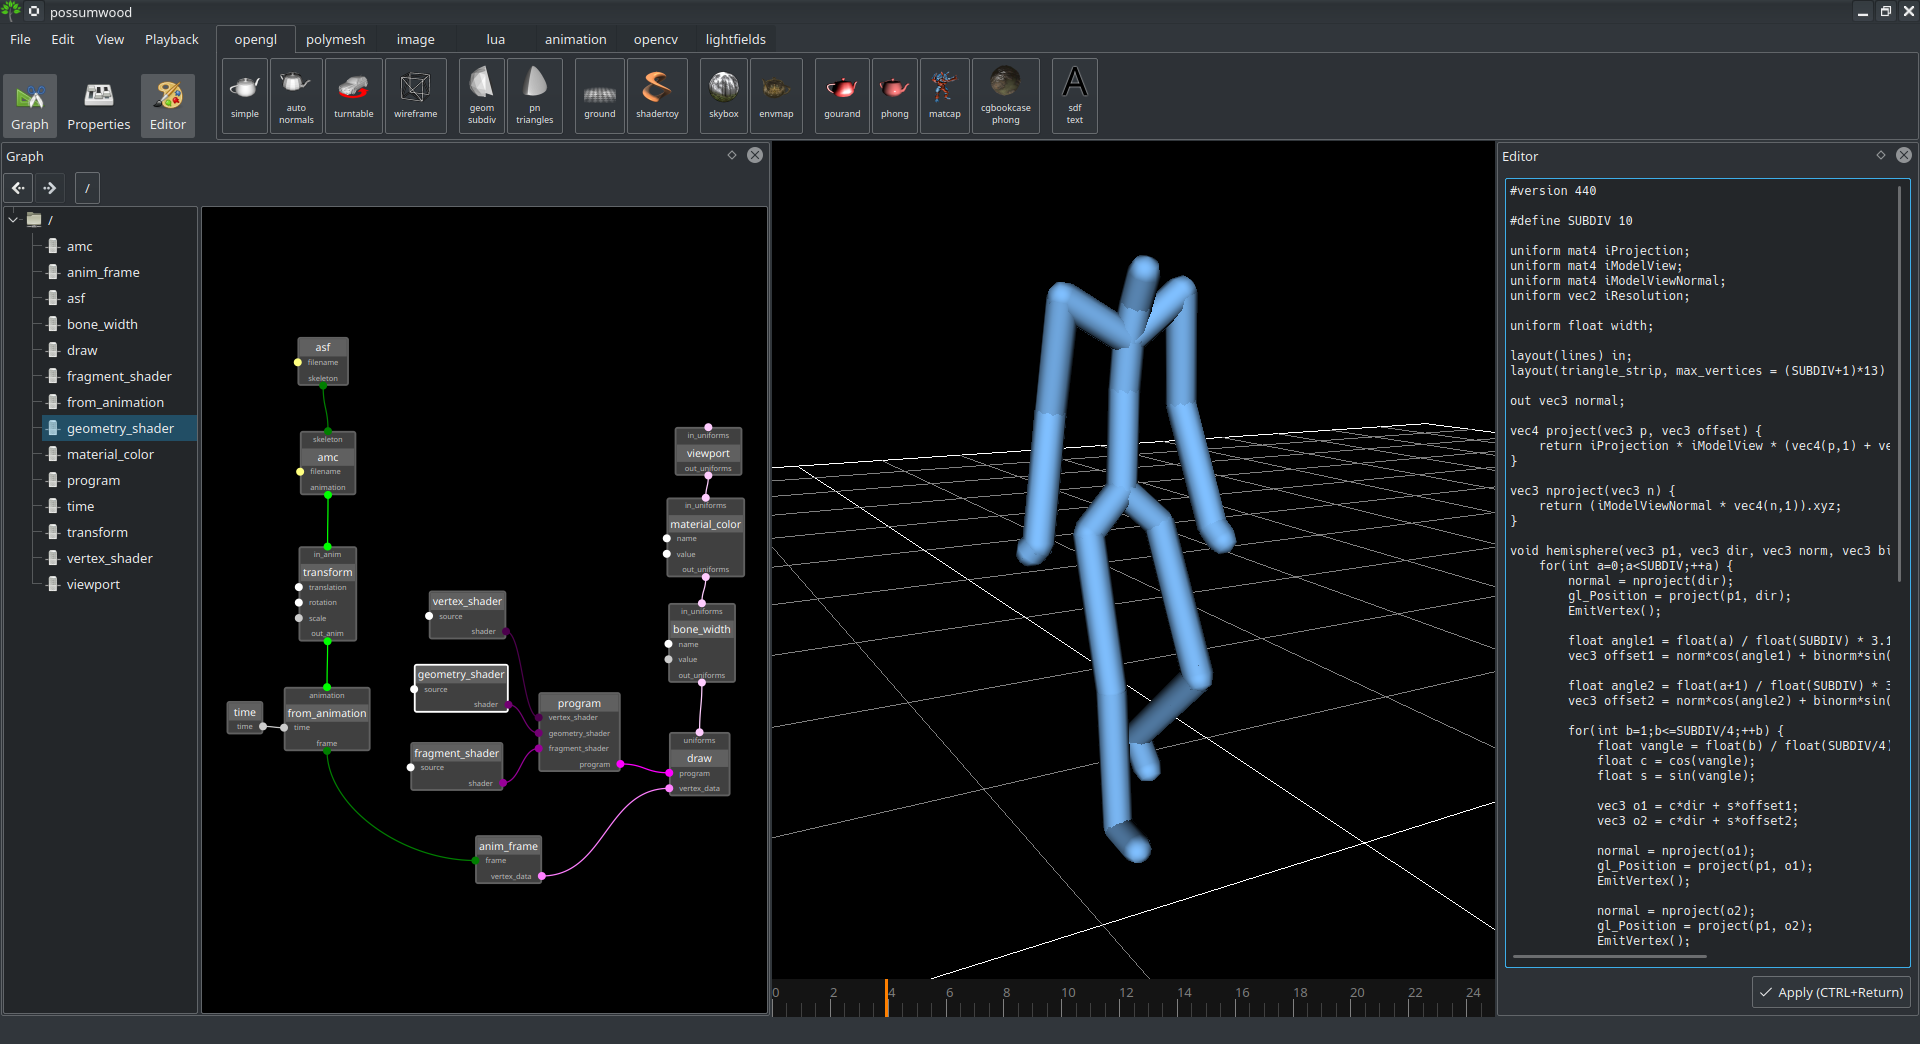 possumwood
File Edit View Playback
opengl polymesh image lua animation opencv lightfields
Graph Properties Editor
simple
auto normals
turntable
wireframe
geom subdiv
pn triangles
ground
shadertoy
skybox
envmap
gourand
phong
matcap
cgbookcase phong
A
sdf text
Graph
/
/
amc
anim_frame
asf
bone_width
draw
fragment_shader
from_animation
geometry_shader
material_color
program
time
transform
vertex_shader
viewport
asf
filename
skeleton
skeleton
amc
filename
animation
in_anim
transform
translation
rotation
scale
out_anim
time
time
animation
from_animation
time
frame
vertex_shader
source
shader
geometry_shader
source
shader
fragment_shader
source
shader
program
vertex_shader
geometry_shader
fragment_shader
program
anim_frame
frame
vertex_data
in_uniforms
viewport
out_uniforms
in_uniforms
material_color
name
value
out_uniforms
in_uniforms
bone_width
name
value
out_uniforms
uniforms
draw
program
vertex_data
0 2 4 6 8 10 12 14 16 18 20 22 24
Editor
#version 440
#define SUBDIV 10
uniform mat4 iProjection;
uniform mat4 iModelView;
uniform mat4 iModelViewNormal;
uniform vec2 iResolution;
uniform float width;
layout(lines) in;
layout(triangle_strip, max_vertices = (SUBDIV+1)*13)
out vec3 normal;
vec4 project(vec3 p, vec3 offset) {
return iProjection * iModelView * (vec4(p,1) + ve
}
vec3 nproject(vec3 n) {
return (iModelViewNormal * vec4(n,1)).xyz;
}
void hemisphere(vec3 p1, vec3 dir, vec3 norm, vec3 bi
for(int a=0;a<SUBDIV;++a) {
normal = nproject(dir);
gl_Position = project(p1, dir);
EmitVertex();
float angle1 = float(a) / float(SUBDIV) * 3.1
vec3 offset1 = norm*cos(angle1) + binorm*sin(
float angle2 = float(a+1) / float(SUBDIV) * 3
vec3 offset2 = norm*cos(angle2) + binorm*sin(
for(int b=1;b<=SUBDIV/4;++b) {
float vangle = float(b) / float(SUBDIV/4)
float c = cos(vangle);
float s = sin(vangle);
vec3 o1 = c*dir + s*offset1;
vec3 o2 = c*dir + s*offset2;
normal = nproject(o1);
gl_Position = project(p1, o1);
EmitVertex();
normal = nproject(o2);
gl_Position = project(p1, o2);
EmitVertex();
Apply (CTRL+Return)